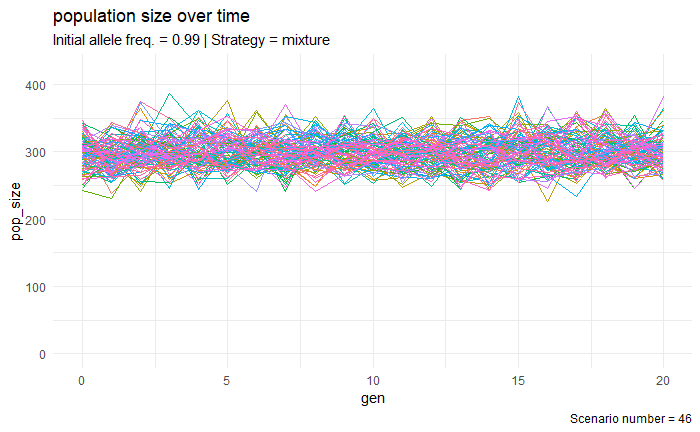 population size over time
Initial allele freq. = 0.99 | Strategy = mixture
400
300
200
100
0
pop_size
0 5 10 15 20
gen
Scenario number = 46